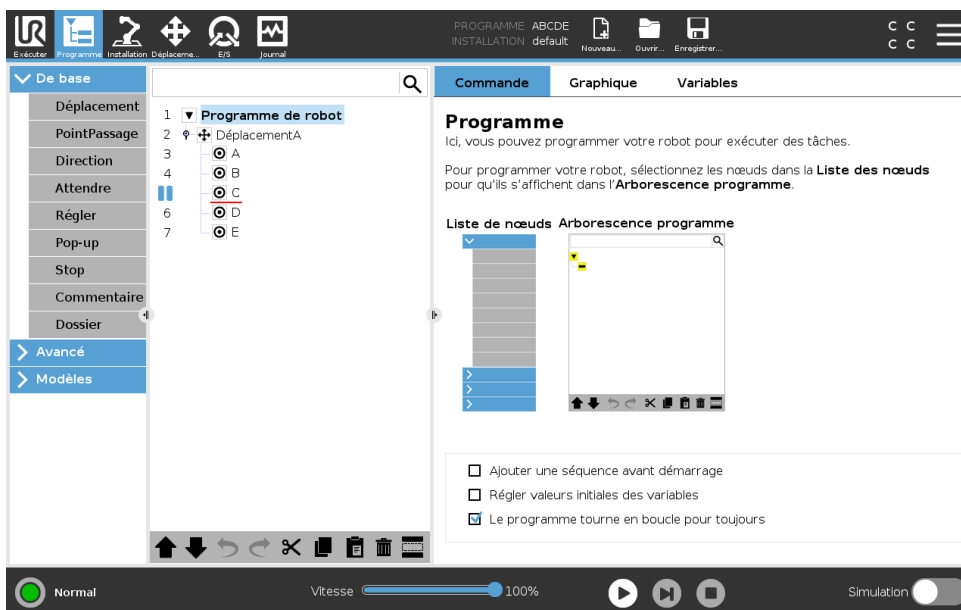 UR
PROGRAMME ABCDE
INSTALLATION default
Exécuter Programme Installation Déplaceme... E/S Journal
Nouveau... Ouvrir... Enregistrer...
C C
C C
De base
Déplacement
PointPassage
Direction
Attendre
Régler
Pop-up
Stop
Commentaire
Dossier
Avancé
Modèles
1 Programme de robot
2 DéplacementA
3 A
4 B
C
6 D
7 E
Commande Graphique Variables
Programme
Ici, vous pouvez programmer votre robot pour exécuter des tâches.
Pour programmer votre robot, sélectionnez les nœuds dans la Liste des nœuds
pour qu'ils s'affichent dans l'Arborescence programme.
Liste de nœuds Arborescence programme
Ajouter une séquence avant démarrage
Régler valeurs initiales des variables
Le programme tourne en boucle pour toujours
Normal
Vitesse 100%
Simulation